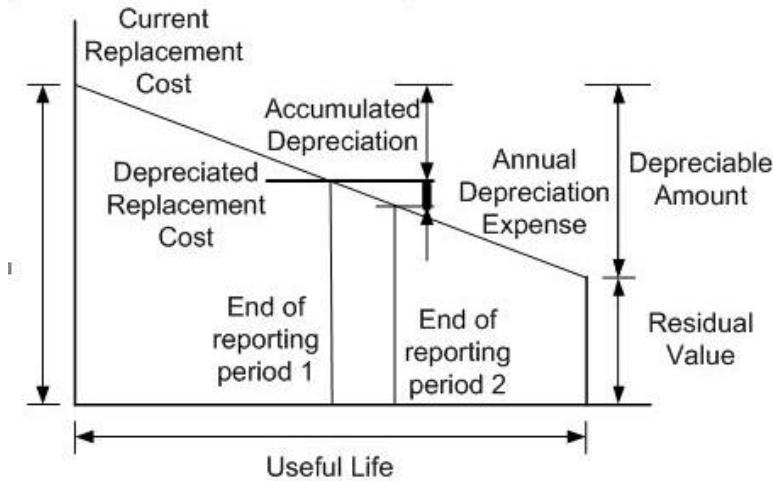 Current
Replacement
Cost
Accumulated
Depreciation
Depreciated
Replacement
Cost
Annual
Depreciation
Expense
Depreciable
Amount
End of
reporting
period 1
End of
reporting
period 2
Residual
Value
Useful Life